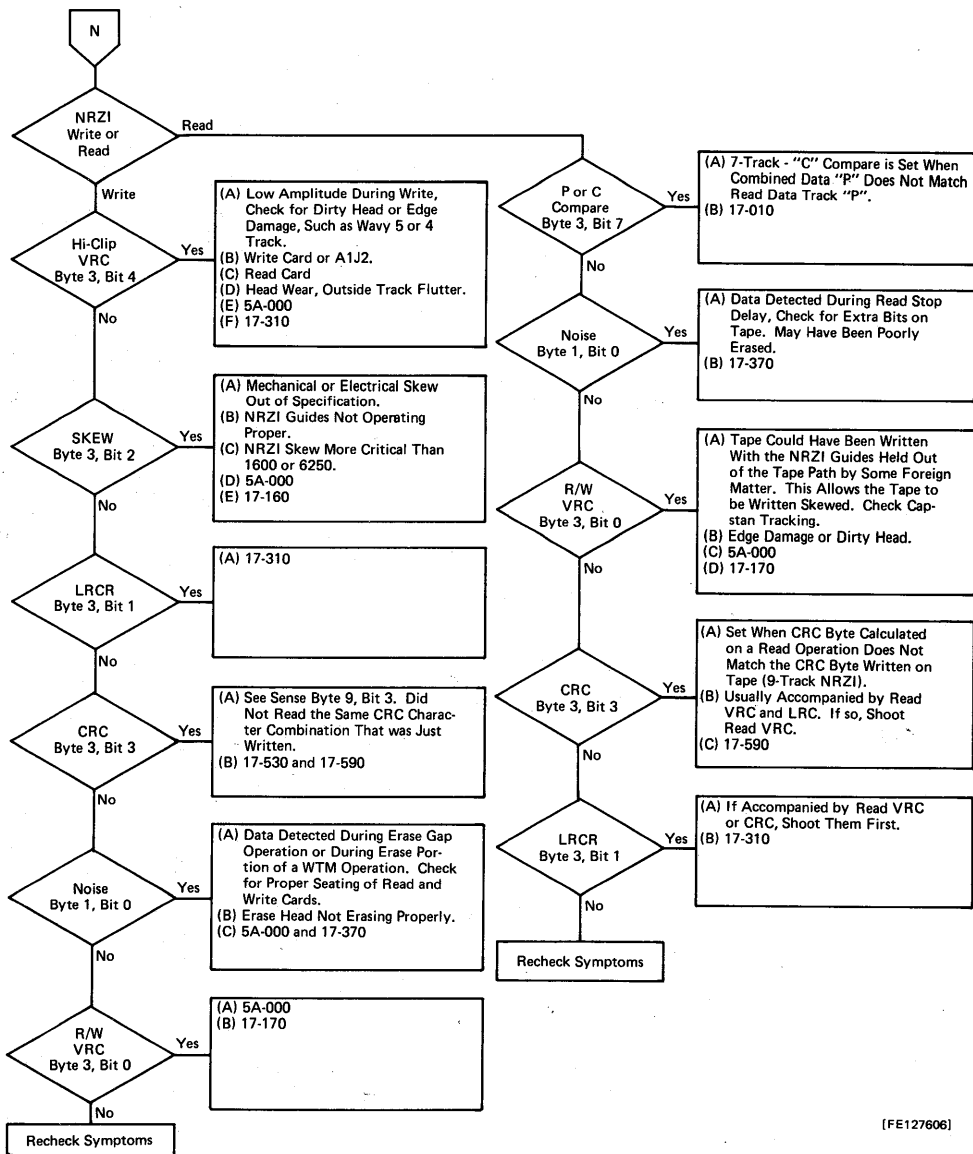 N
NRZI
Write or
Read
Read
Write
Hi-Clip
VRC
Byte 3, Bit 4
Yes
(A) Low Amplitude During Write,
Check for Dirty Head or Edge
Damage, Such as Wavy 5 or 4
Track.
(B) Write Card or A1J2.
(C) Read Card
(D) Head Wear, Outside Track Flutter.
(E) 5A-000
(F) 17-310
No
SKEW
Byte 3, Bit 2
Yes
(A) Mechanical or Electrical Skew
Out of Specification.
(B) NRZI Guides Not Operating
Proper.
(C) NRZI Skew More Critical Than
1600 or 6250.
(D) 5A-000
(E) 17-160
No
LRCR
Byte 3, Bit 1
Yes
(A) 17-310
No
CRC
Byte 3, Bit 3
Yes
(A) See Sense Byte 9, Bit 3. Did
Not Read the Same CRC Charac-
ter Combination That was Just
Written.
(B) 17-530 and 17-590
No
Noise
Byte 1, Bit 0
Yes
(A) Data Detected During Erase Gap
Operation or During Erase Por-
tion of a WTM Operation. Check
for Proper Seating of Read and
Write Cards.
(B) Erase Head Not Erasing Properly.
(C) 5A-000 and 17-370
No
R/W
VRC
Byte 3, Bit 0
Yes
(A) 5A-000
(B) 17-170
No
Recheck Symptoms
P or C
Compare
Byte 3, Bit 7
Yes
(A) 7-Track - "C" Compare is Set When
Combined Data "P" Does Not Match
Read Data Track "P".
(B) 17-010
No
Noise
Byte 1, Bit 0
Yes
(A) Data Detected During Read Stop
Delay, Check for Extra Bits on
Tape. May Have Been Poorly
Erased.
(B) 17-370
No
R/W
VRC
Byte 3, Bit 0
Yes
(A) Tape Could Have Been Written
With the NRZI Guides Held Out
of the Tape Path by Some Foreign
Matter. This Allows the Tape to
be Written Skewed. Check Cap-
stan Tracking.
(B) Edge Damage or Dirty Head.
(C) 5A-000
(D) 17-170
No
CRC
Byte 3, Bit 3
Yes
(A) Set When CRC Byte Calculated
on a Read Operation Does Not
Match the CRC Byte Written on
Tape (9-Track NRZI).
(B) Usually Accompanied by Read
VRC and LRC. If so, Shoot
Read VRC.
(C) 17-590
No
LRCR
Byte 3, Bit 1
Yes
(A) If Accompanied by Read VRC
or CRC, Shoot Them First.
(B) 17-310
No
Recheck Symptoms
[FE127606]